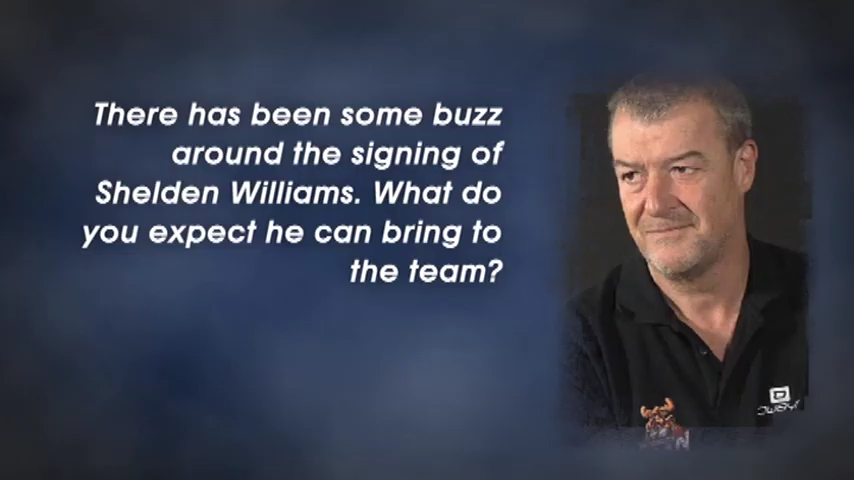 There has been some buzz
around the signing of
Shelden Williams. What do
you expect he can bring to
the team?